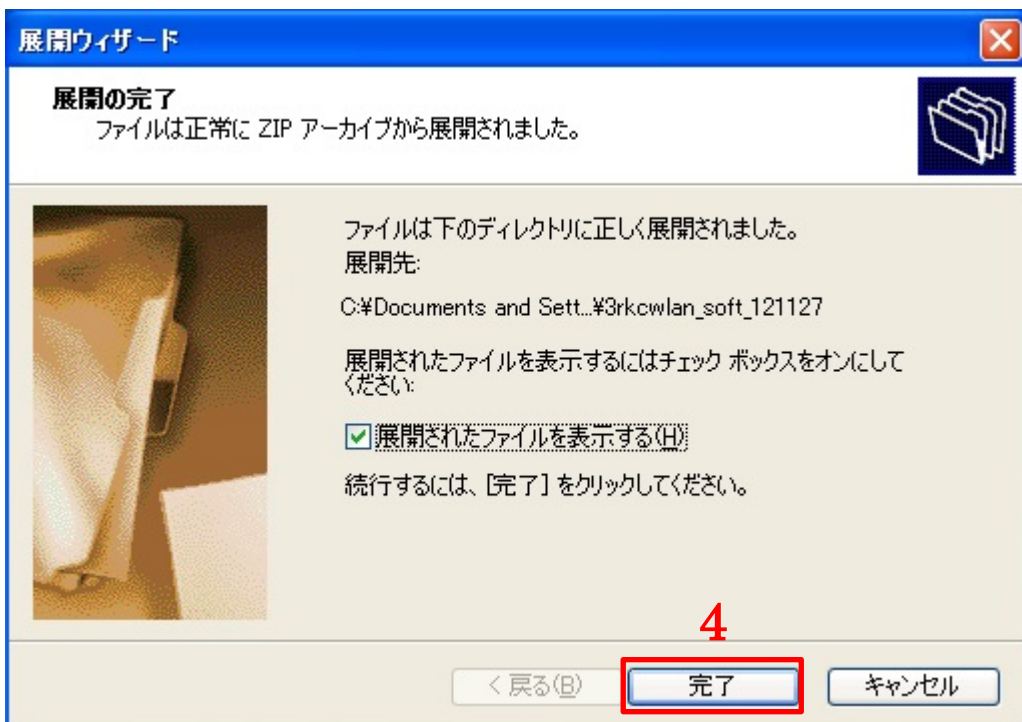 展開ウィザード
展開の完了
ファイルは正常に ZIP アーカイブから展開されました。
ファイルは下のディレクトリに正しく展開されました。
展開先:
C:¥Documents and Sett...¥3rkcwlan_soft_121127
展開されたファイルを表示するにはチェック ボックスをオンにして
ください:
展開されたファイルを表示する(H)
続行するには、[完了] をクリックしてください。
4
< 戻る(B)
完了
キャンセル